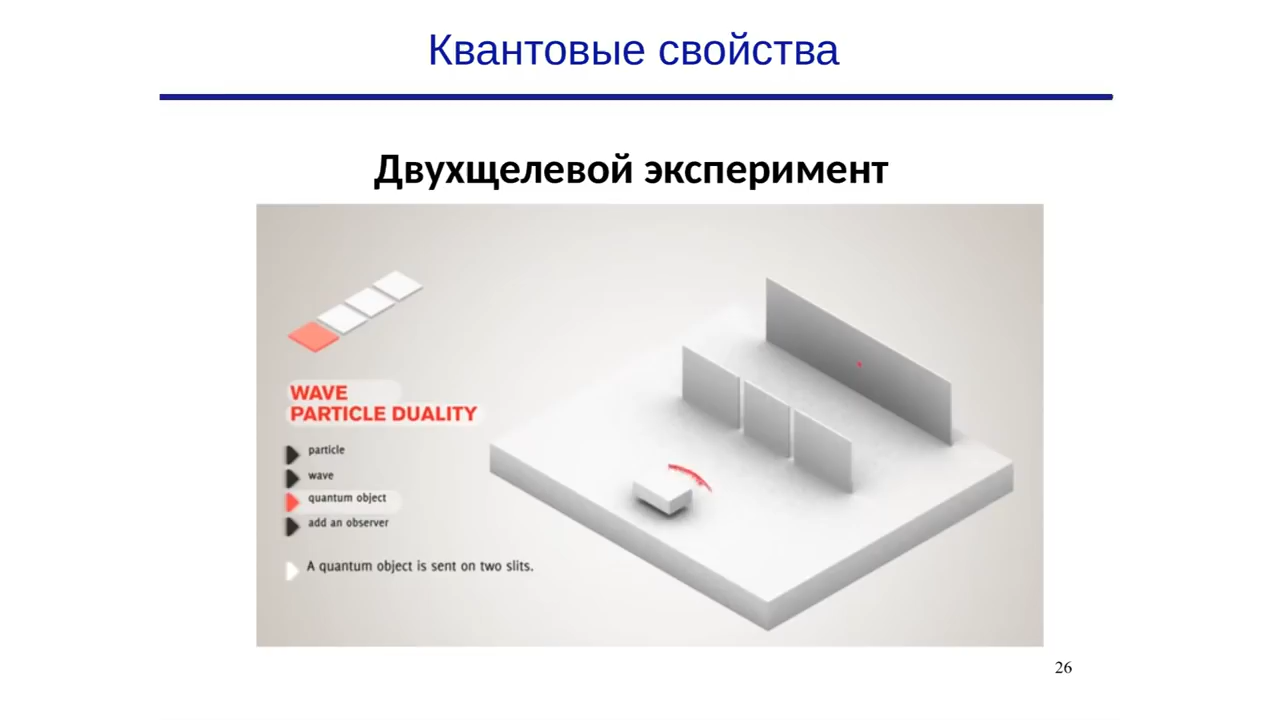 Квантовые свойства
Двухщелевой эксперимент
WAVE
PARTICLE DUALITY
particle
wave
quantum object
add an observer
A quantum object is sent on two slits.
26